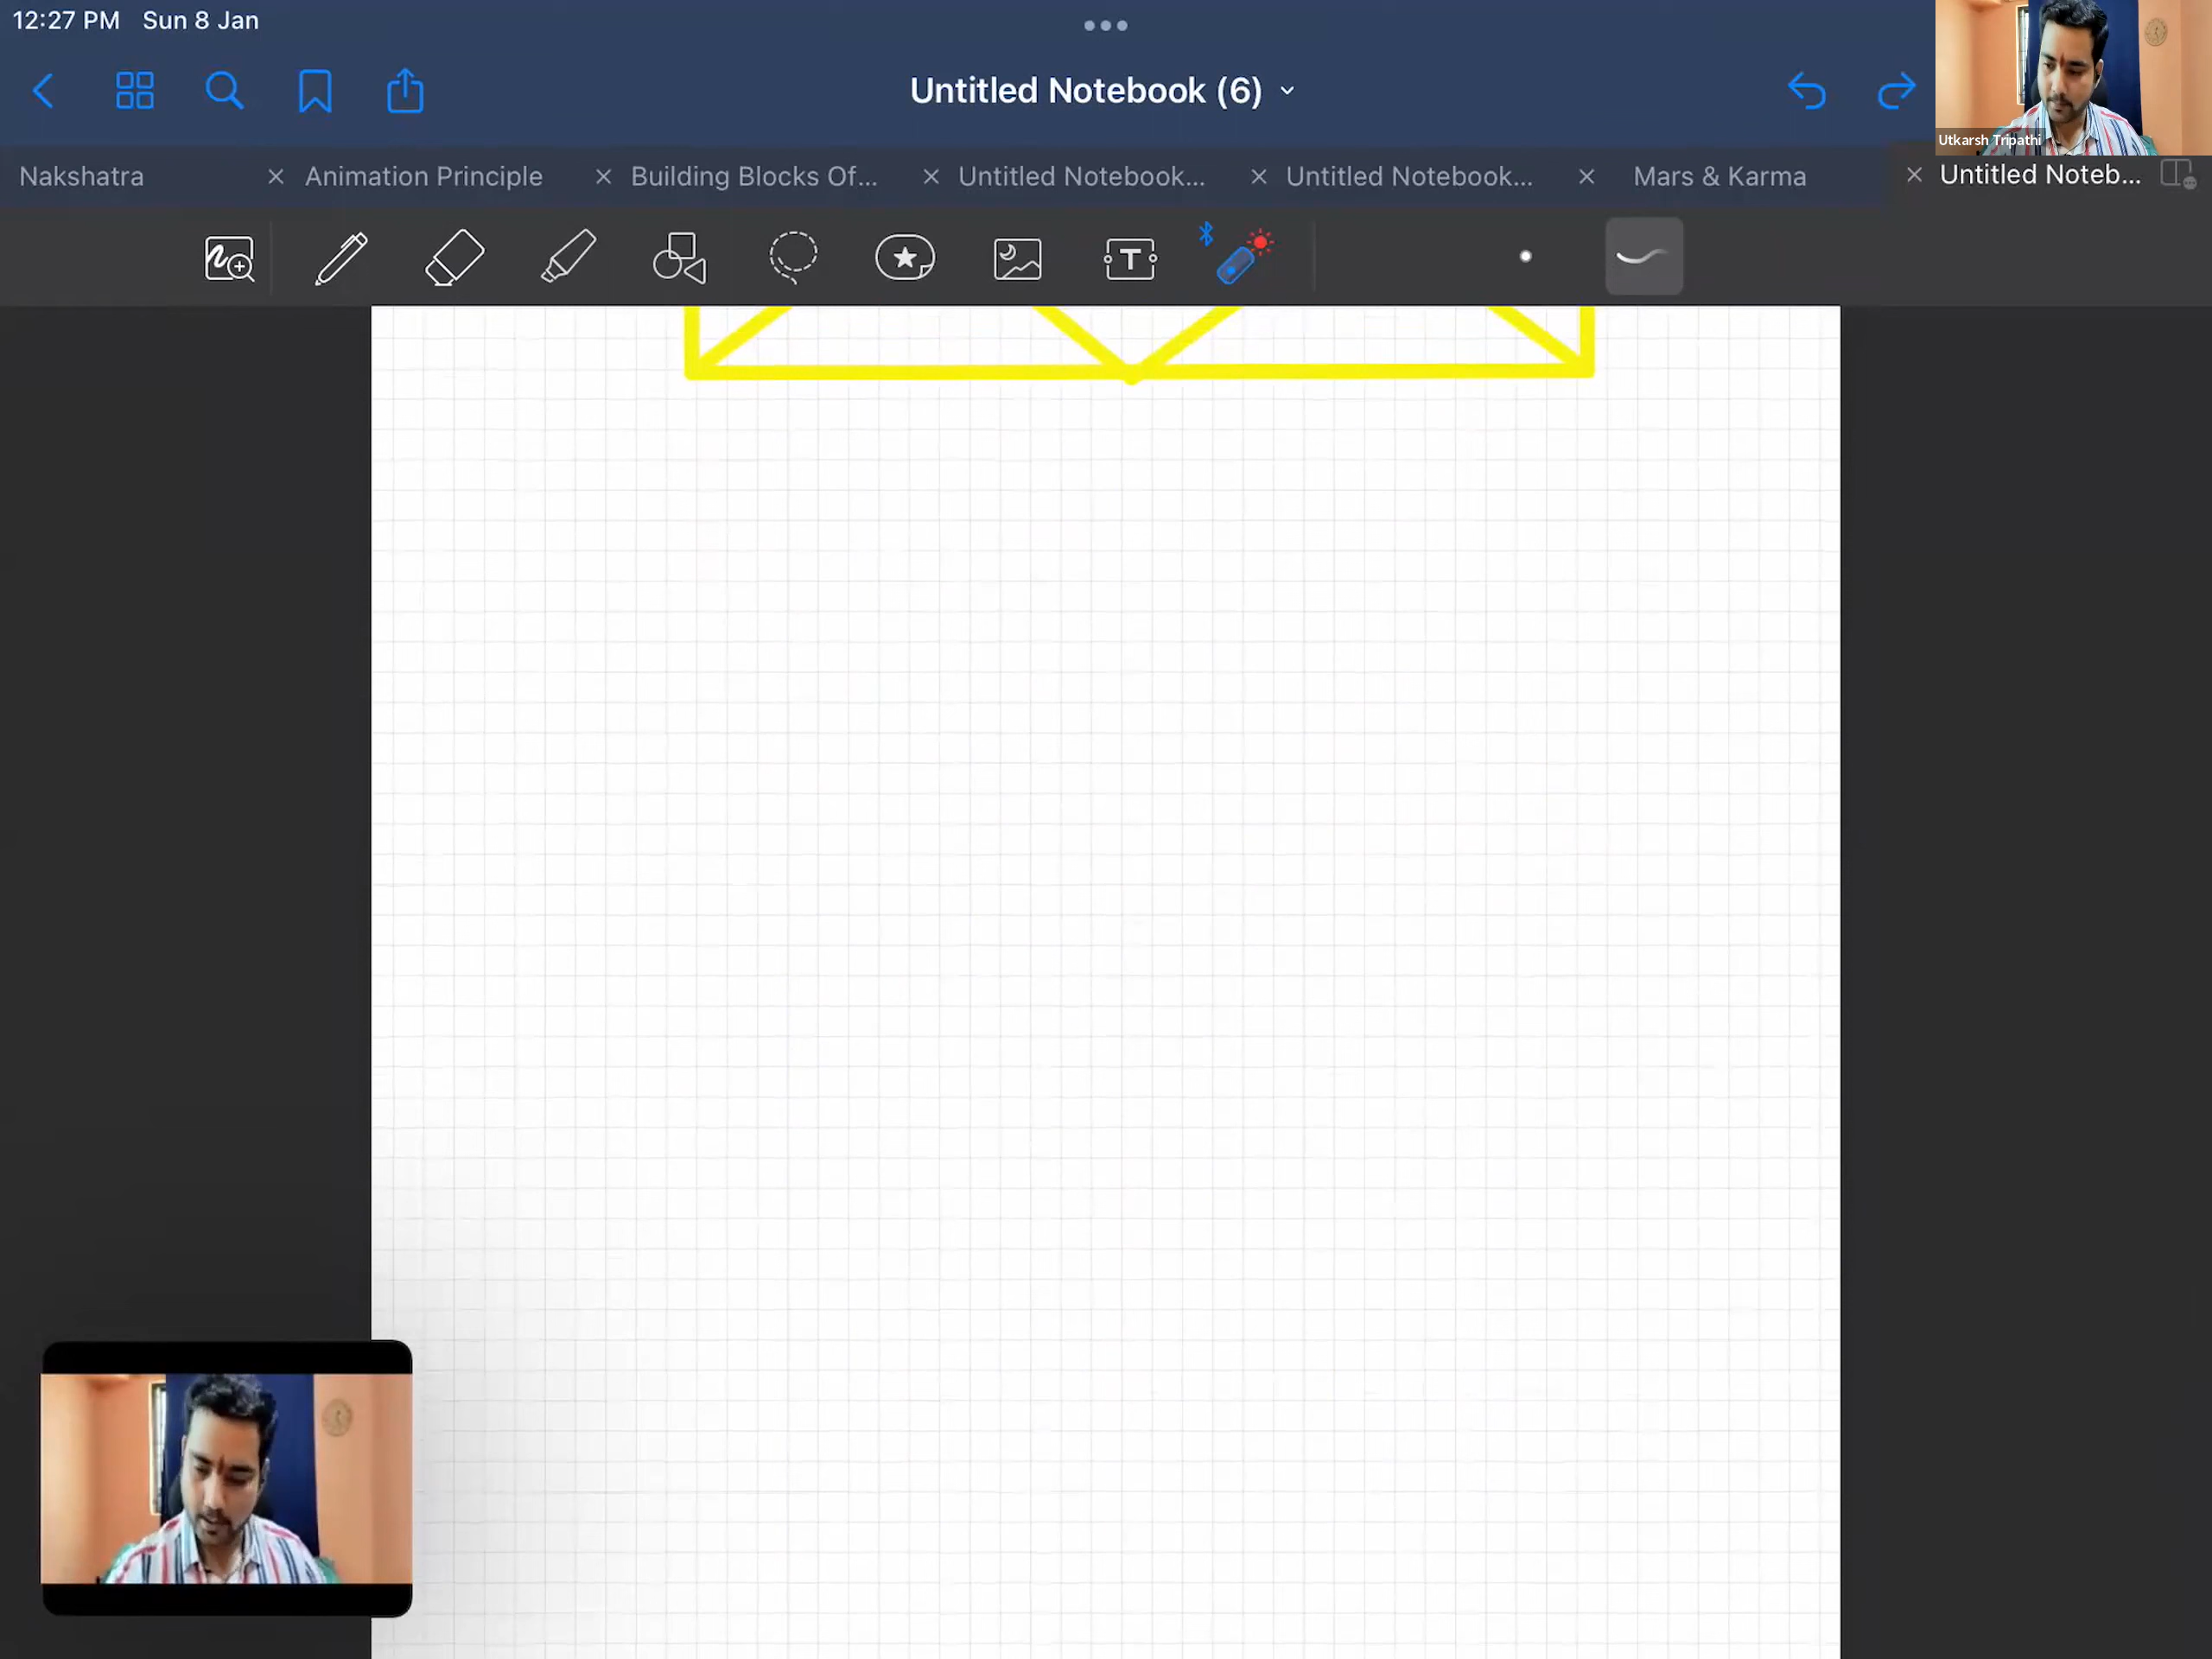 12:27 PM Sun 8 Jan
Untitled Notebook (6)
Utkarsh Tripathi
Nakshatra
Animation Principle
Building Blocks Of...
Untitled Notebook...
Untitled Notebook...
Mars & Karma
Untitled Noteb...
T